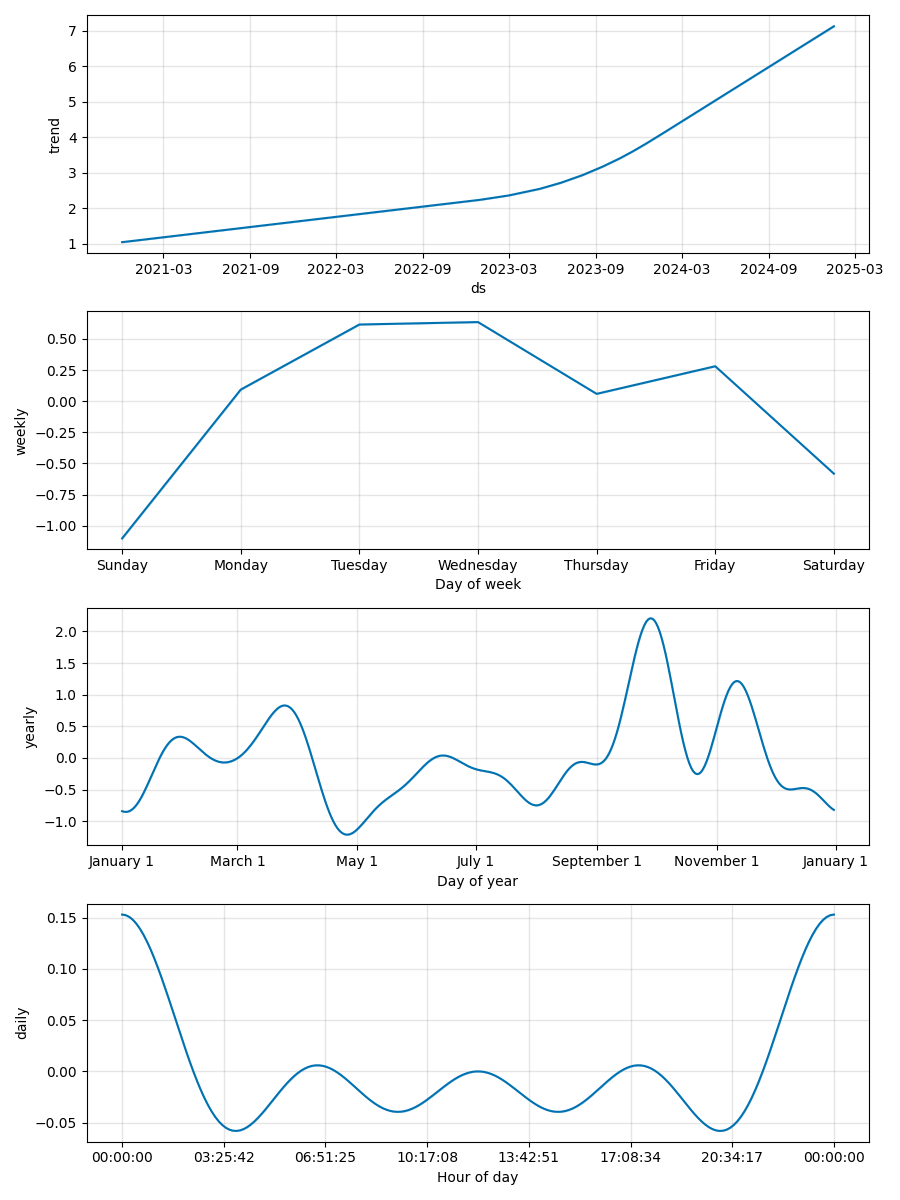 7
6
5
4
3
2
1
trend
2021-03 2021-09 2022-03 2022-09 2023-03 2023-09 2024-03 2024-09 2025-03
ds
0.50
0.25
0.00
−0.25
−0.50
−0.75
−1.00
weekly
Sunday Monday Tuesday Wednesday Thursday Friday Saturday
Day of week
2.0
1.5
1.0
0.5
0.0
−0.5
−1.0
yearly
January 1 March 1 May 1 July 1 September 1 November 1 January 1
Day of year
0.15
0.10
0.05
0.00
−0.05
daily
00:00:00 03:25:42 06:51:25 10:17:08 13:42:51 17:08:34 20:34:17 00:00:00
Hour of day